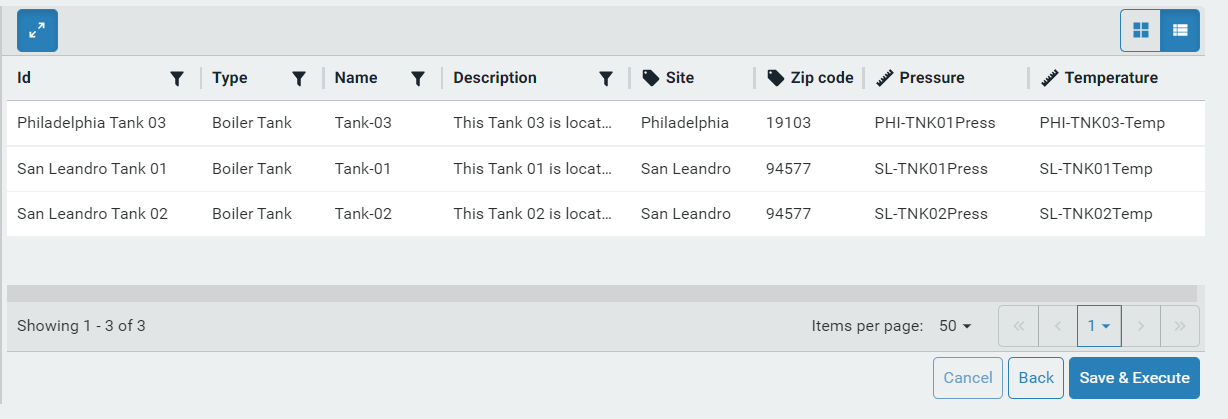 Id Type Name Description Site Zip code Pressure Temperature
Philadelphia Tank 03 Boiler Tank Tank-03 This Tank 03 is locat... Philadelphia 19103 PHI-TNK01Press PHI-TNK03-Temp
San Leandro Tank 01 Boiler Tank Tank-01 This Tank 01 is locat... San Leandro 94577 SL-TNK01Press SL-TNK01Temp
San Leandro Tank 02 Boiler Tank Tank-02 This Tank 02 is locat... San Leandro 94577 SL-TNK02Press SL-TNK02Temp
Showing 1 - 3 of 3 Items per page: 50 « ‹ 1 › »
Cancel Back Save & Execute